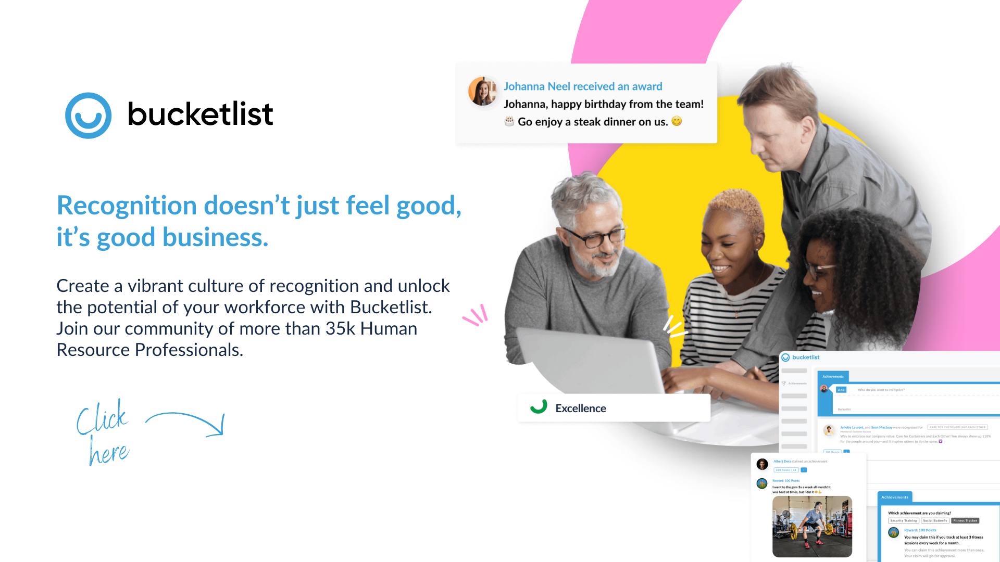 bucketlist
Recognition doesn’t just feel good,
it’s good business.
Create a vibrant culture of recognition and unlock
the potential of your workforce with Bucketlist.
Join our community of more than 35k Human
Resource Professionals.
Click
here
Johanna Neel received an award
Johanna, happy birthday from the team!
🎂 Go enjoy a steak dinner on us. 😋
Excellence
bucketlist
Achievements
Achievements
Ana
Who do you want to recognize?
Bucketlist
Juliette Laurent, and Sean MacLeay were recognized for CARE FOR CUSTOMERS AND EACH OTHER
Member of: Customer Success
Way to embrace our company value: Care for Customers and Each Other! You always show up 110%
for the people around you—and it inspires others to do the same. 💜
100 Points +
Albert Dera claimed an achievement
100 Points × 11 +
Reward: 100 Points
I went to the gym 3x a week all month! It
was hard at times, but I did it 😊 💪
Achievements
Which achievement are you claiming?
Security Training Social Butterfly Fitness Tracker
Reward: 100 Points
You may claim this if you track at least 3 fitness
sessions every week for a month.
You can claim this achievement more than once.
Your claim will go for approval.